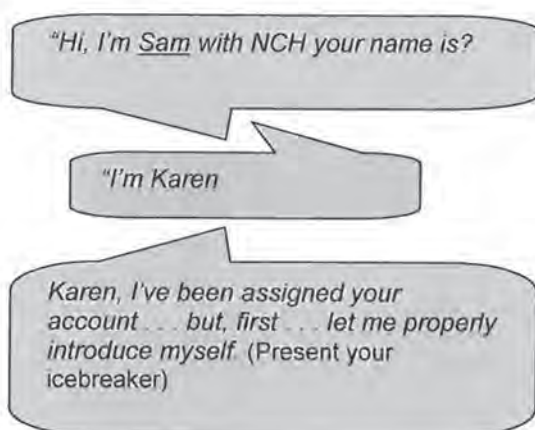 "Hi, I'm Sam with NCH your name is?
"I'm Karen
Karen, I've been assigned your
account . . . but, first . . . let me properly
introduce myself. (Present your
icebreaker)